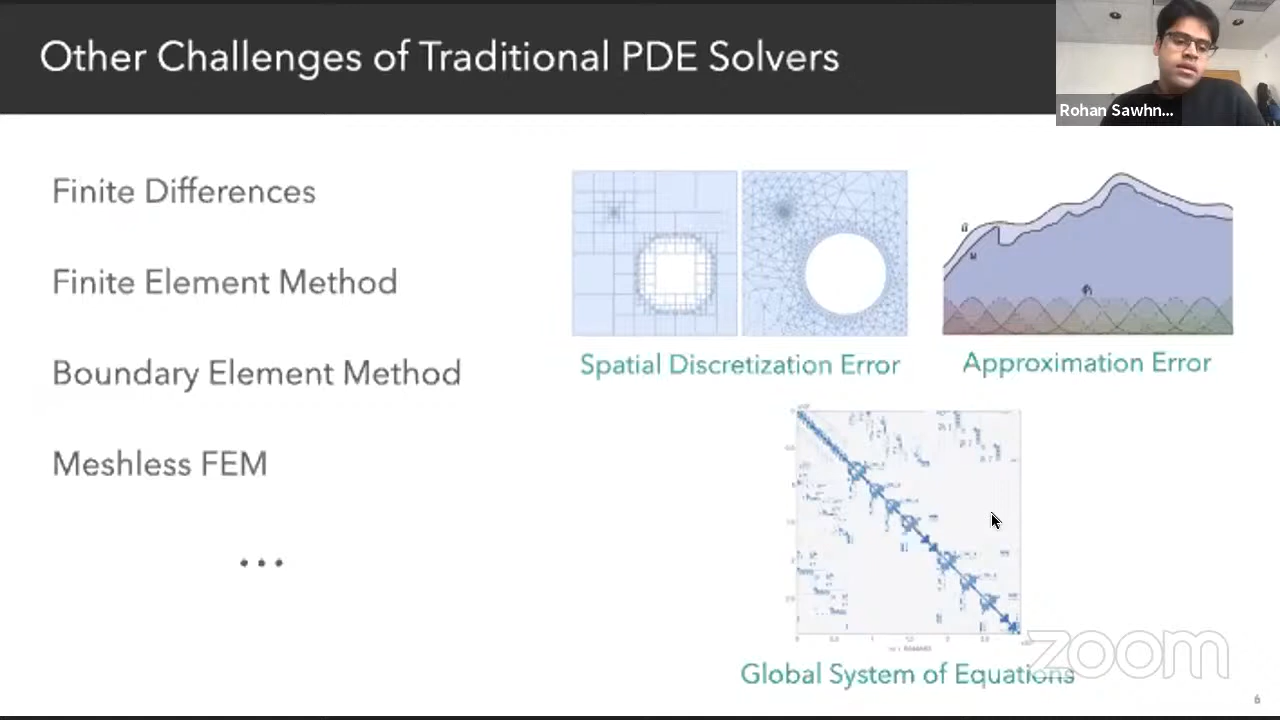 Other Challenges of Traditional PDE Solvers
Rohan Sawhn...
Finite Differences
Finite Element Method
Boundary Element Method
Meshless FEM
...
Spatial Discretization Error
Approximation Error
Global System of Equations
zoom
6